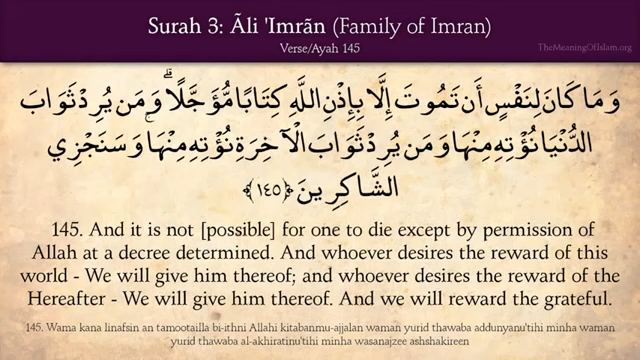 Surah 3: Ãli 'Imrãn (Family of Imran)
Verse/Ayah 145
TheMeaningOfIslam.org
وَمَا كَانَ لِنَفْسٍ أَن تَمُوتَ إِلَّا بِإِذْنِ اللَّهِ كِتَابًا مُّؤَجَّلًا ۗ وَمَن يُرِدْ ثَوَابَ
الدُّنْيَا نُؤْتِهِ مِنْهَا وَمَن يُرِدْ ثَوَابَ الْآخِرَةِ نُؤْتِهِ مِنْهَا وَسَنَجْزِي
الشَّاكِرِينَ ﴿١٤٥﴾
145. And it is not [possible] for one to die except by permission of
Allah at a decree determined. And whoever desires the reward of this
world - We will give him thereof; and whoever desires the reward of the
Hereafter - We will give him thereof. And we will reward the grateful.
145. Wama kana linafsin an tamootailla bi-ithni Allahi kitabanmu-ajjalan waman yurid thawaba addunyanu'tihi minha waman
yurid thawaba al-akhiratinu'tihi minha wasanajzee ashshakireen